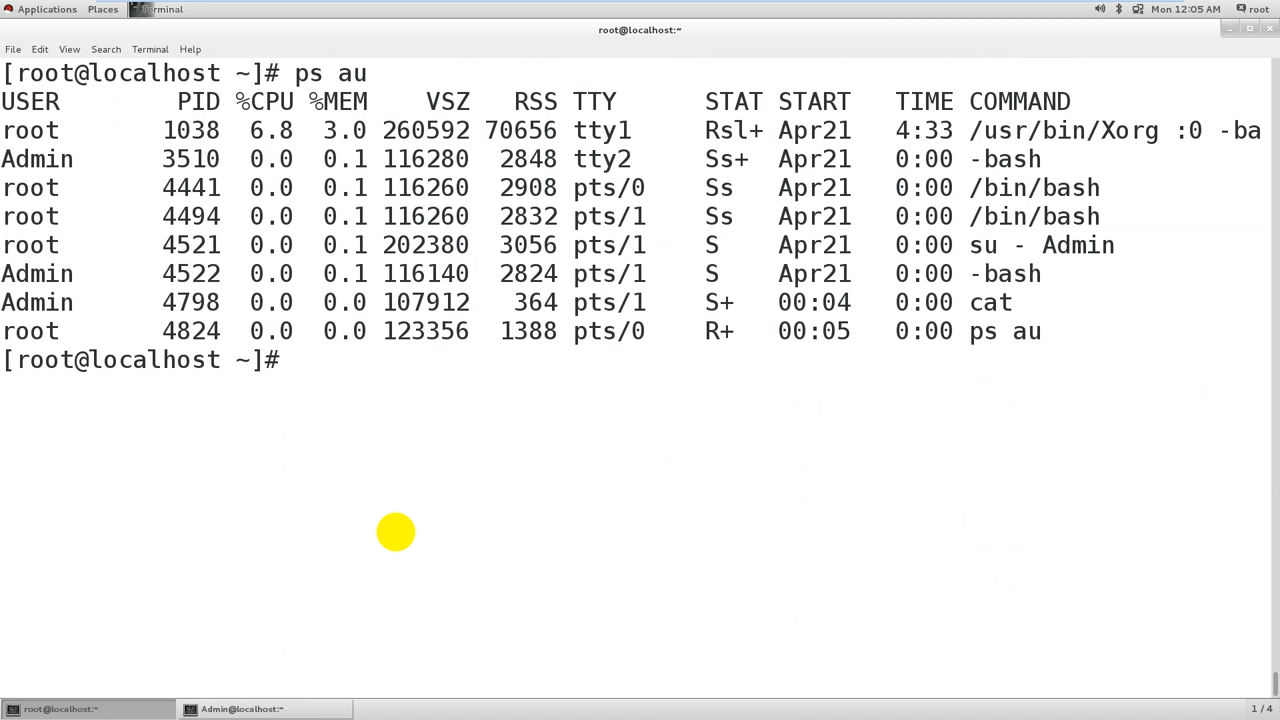 Applications Places Terminal Mon 12:05 AM root
root@localhost:~
File Edit View Search Terminal Help
[root@localhost ~]# ps au
USER PID %CPU %MEM VSZ RSS TTY STAT START TIME COMMAND
root 1038 6.8 3.0 260592 70656 tty1 Rsl+ Apr21 4:33 /usr/bin/Xorg :0 -ba
Admin 3510 0.0 0.1 116280 2848 tty2 Ss+ Apr21 0:00 -bash
root 4441 0.0 0.1 116260 2908 pts/0 Ss Apr21 0:00 /bin/bash
root 4494 0.0 0.1 116260 2832 pts/1 Ss Apr21 0:00 /bin/bash
root 4521 0.0 0.1 202380 3056 pts/1 S Apr21 0:00 su - Admin
Admin 4522 0.0 0.1 116140 2824 pts/1 S Apr21 0:00 -bash
Admin 4798 0.0 0.0 107912 364 pts/1 S+ 00:04 0:00 cat
root 4824 0.0 0.0 123356 1388 pts/0 R+ 00:05 0:00 ps au
[root@localhost ~]#
root@localhost:~ Admin@localhost:~ 1 / 4